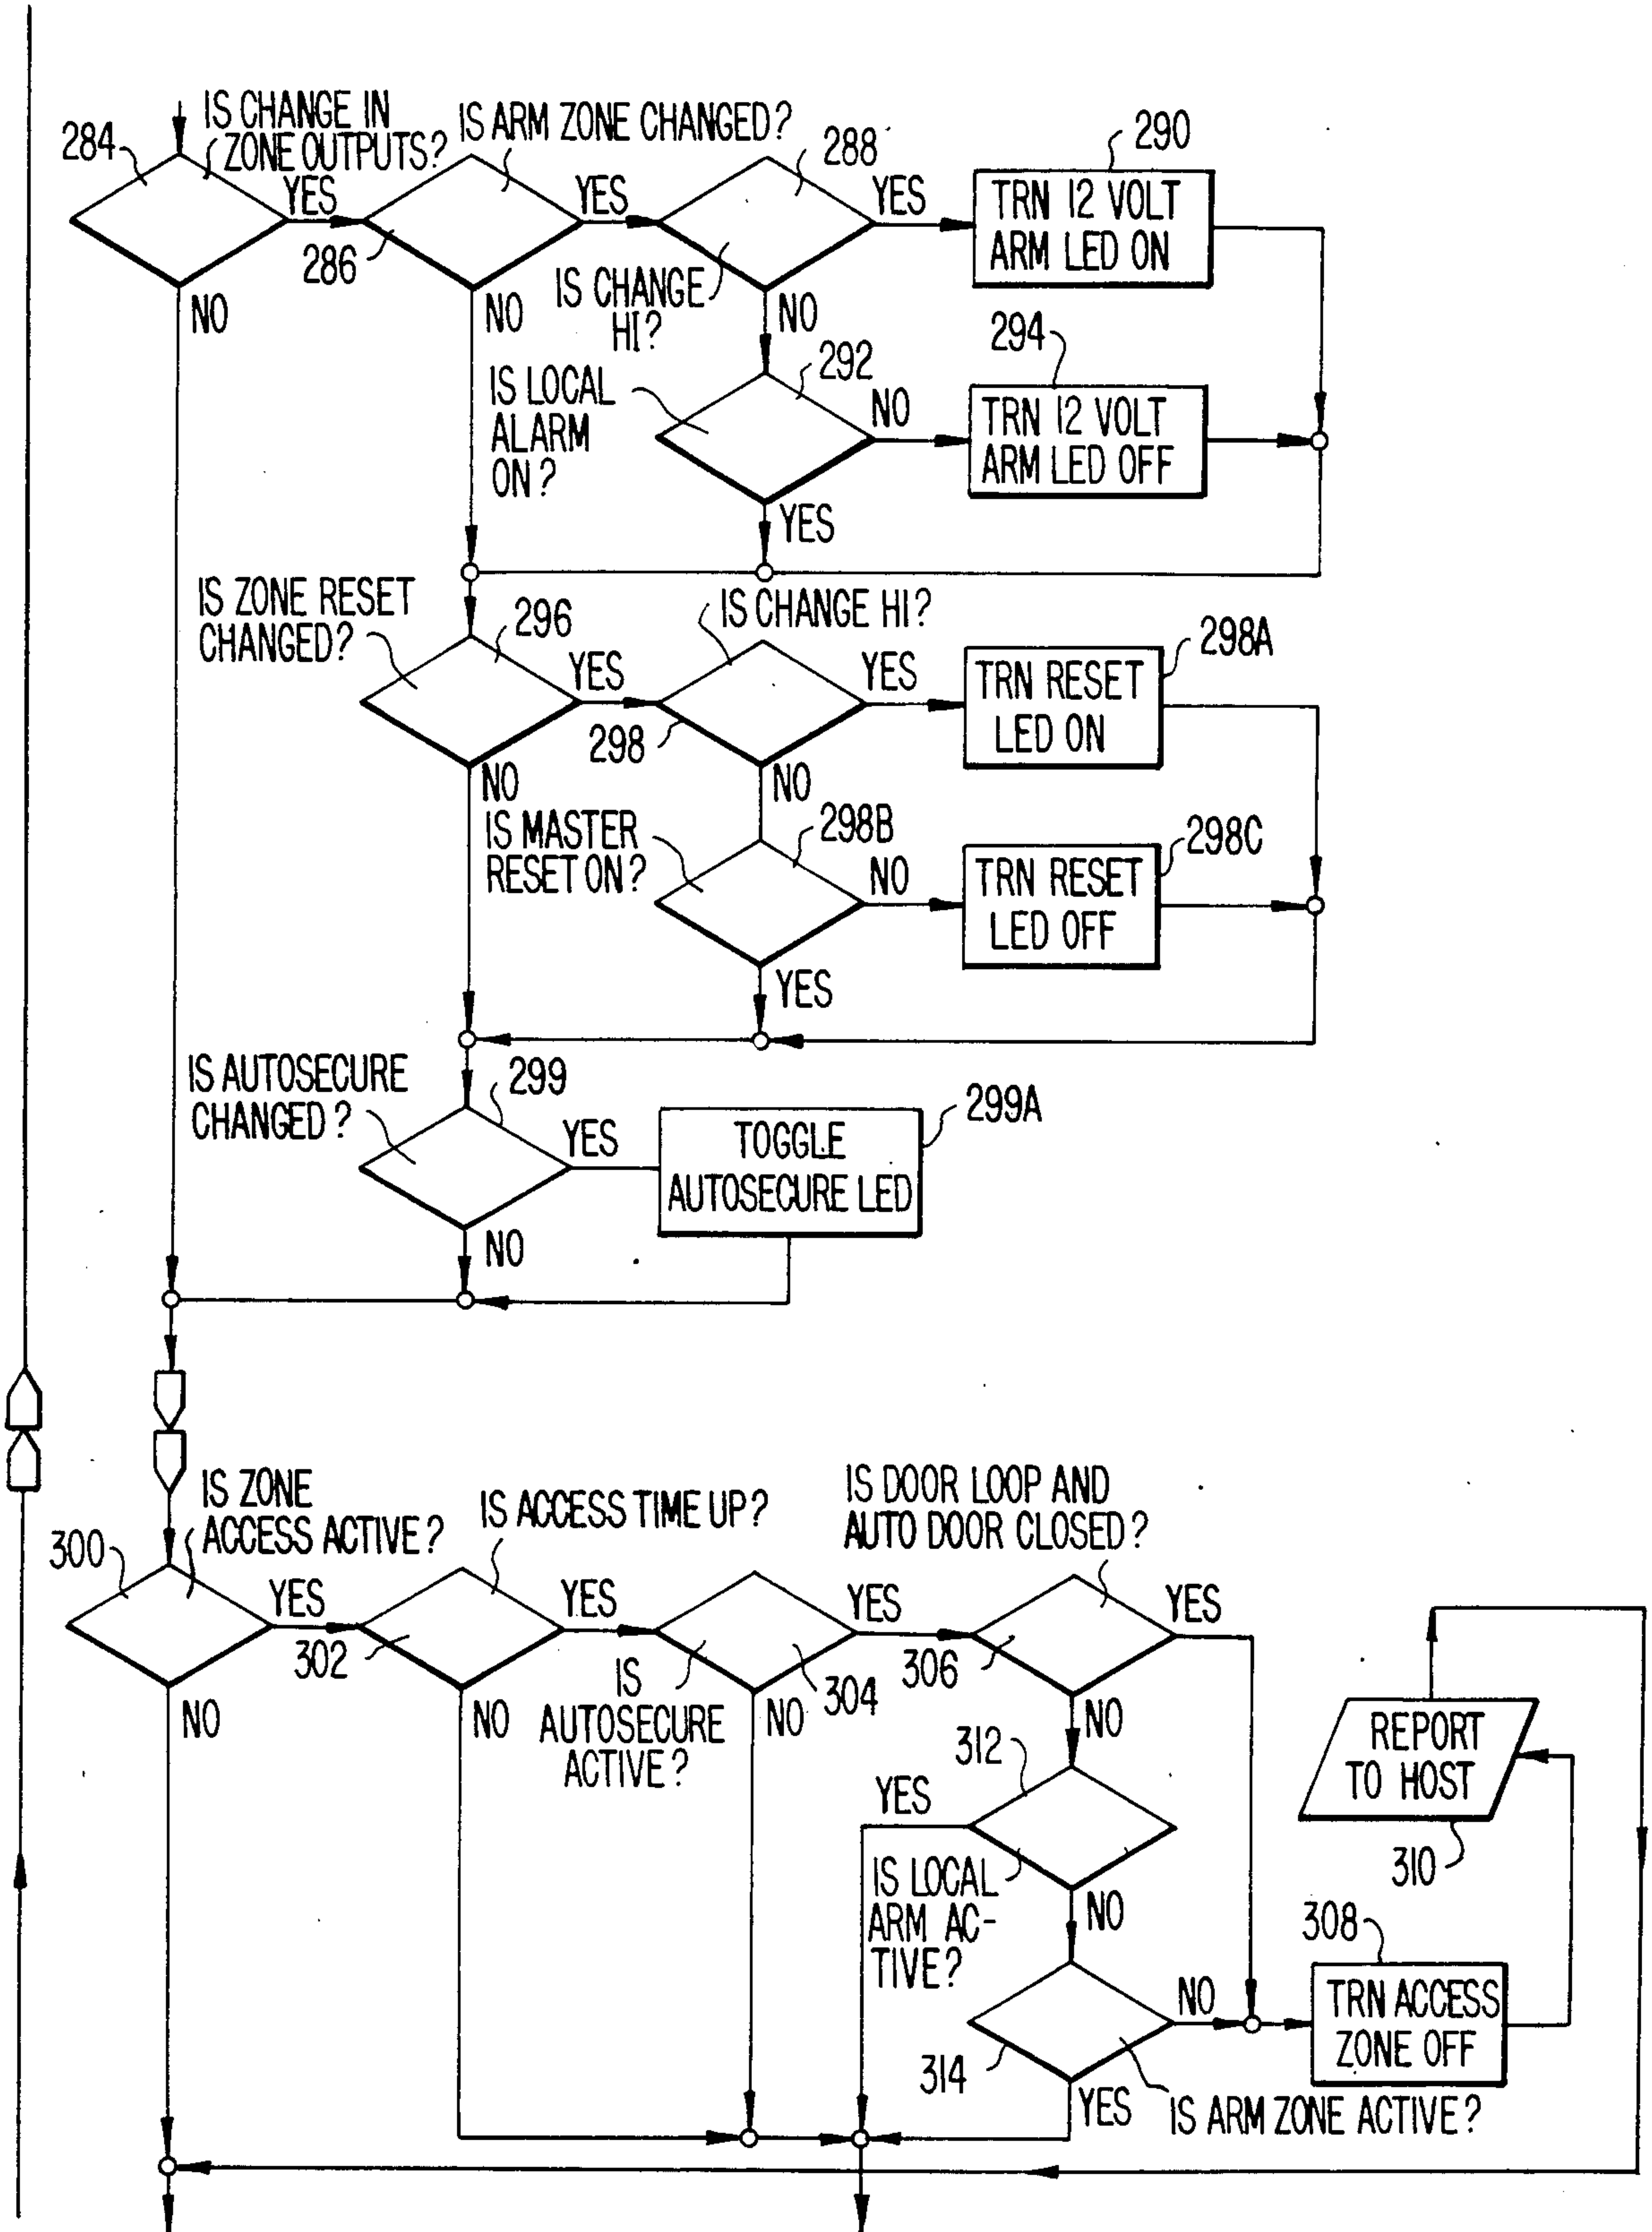 IS CHANGE IN
ZONE OUTPUTS?
284
YES
NO
IS ARM ZONE CHANGED?
286
YES
NO
288
IS CHANGE
HI?
YES
NO
290
TRN 12 VOLT
ARM LED ON
292
IS LOCAL
ALARM
ON?
NO
YES
294
TRN 12 VOLT
ARM LED OFF
IS ZONE RESET
CHANGED?
296
YES
NO
IS CHANGE HI?
298
YES
NO
298A
TRN RESET
LED ON
IS MASTER
RESET ON?
298B
NO
YES
298C
TRN RESET
LED OFF
IS AUTOSECURE
CHANGED?
299
YES
NO
299A
TOGGLE
AUTOSECURE LED
IS ZONE
ACCESS ACTIVE?
300
YES
NO
IS ACCESS TIME UP?
302
YES
NO
IS
AUTOSECURE
ACTIVE?
304
YES
NO
IS DOOR LOOP AND
AUTO DOOR CLOSED?
306
YES
NO
312
YES
IS LOCAL
ARM AC-
TIVE?
NO
314
NO
YES
IS ARM ZONE ACTIVE?
308
TRN ACCESS
ZONE OFF
REPORT
TO HOST
310